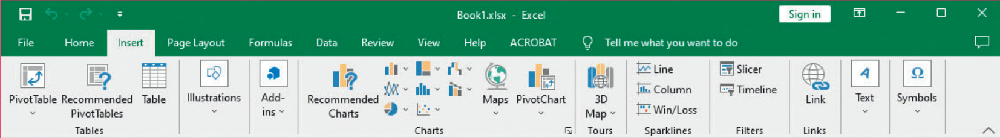 Book1.xlsx - Excel
Sign in
File Home Insert Page Layout Formulas Data Review View Help ACROBAT Tell me what you want to do
PivotTable
Recommended
PivotTables
Table
Tables
Illustrations
Add-
ins
Recommended
Charts
Maps
PivotChart
Charts
3D
Map
Tours
Line
Column
Win/Loss
Sparklines
Slicer
Timeline
Filters
Link
Links
Text
Symbols